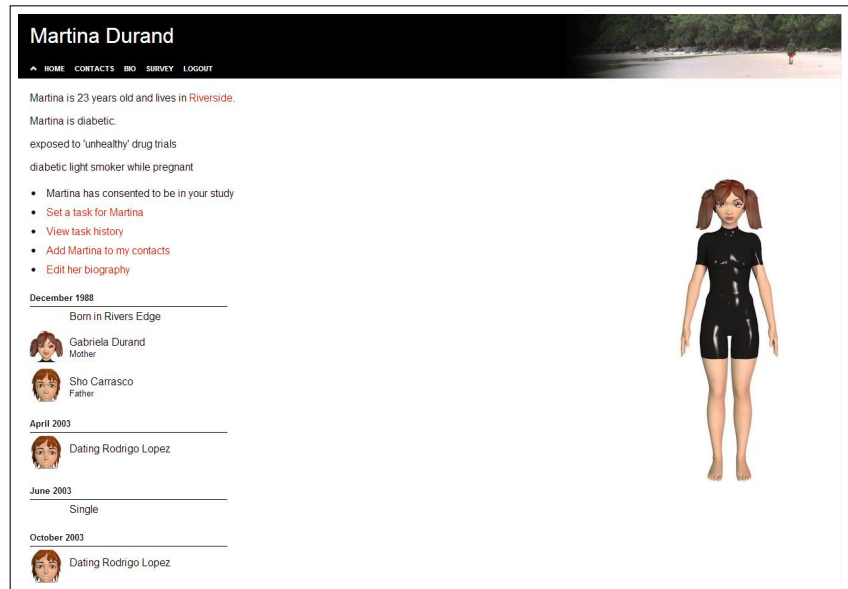 Martina Durand
HOME CONTACTS BIO SURVEY LOGOUT
Martina is 23 years old and lives in Riverside.
Martina is diabetic.
exposed to 'unhealthy' drug trials
diabetic light smoker while pregnant
• Martina has consented to be in your study
• Set a task for Martina
• View task history
• Add Martina to my contacts
• Edit her biography
December 1988
Born in Rivers Edge
Gabriela Durand
Mother
Sho Carrasco
Father
April 2003
Dating Rodrigo Lopez
June 2003
Single
October 2003
Dating Rodrigo Lopez